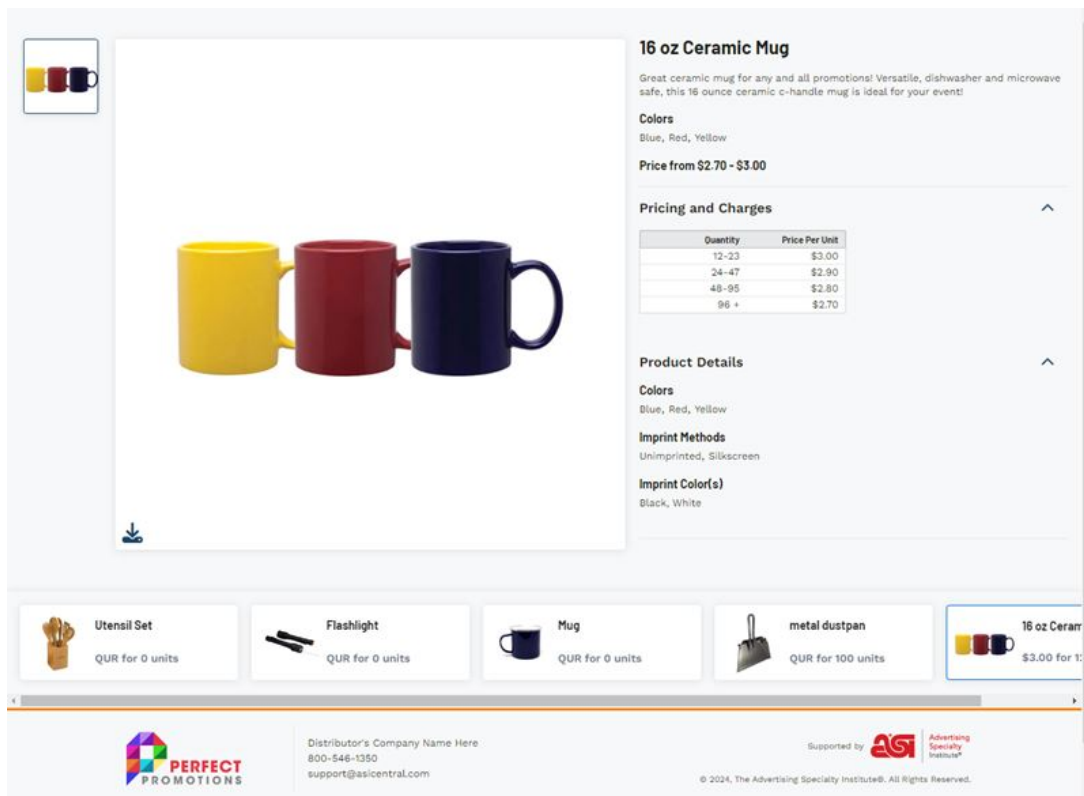 16 oz Ceramic Mug
Great ceramic mug for any and all promotions! Versatile, dishwasher and microwave
safe, this 16 ounce ceramic c-handle mug is ideal for your event!
Colors
Blue, Red, Yellow
Price from $2.70 - $3.00
Pricing and Charges
Quantity Price Per Unit
12-23 $3.00
24-47 $2.90
48-95 $2.80
96 + $2.70
Product Details
Colors
Blue, Red, Yellow
Imprint Methods
Unimprinted, Silkscreen
Imprint Color(s)
Black, White
Utensil Set
QUR for 0 units
Flashlight
QUR for 0 units
Mug
QUR for 0 units
metal dustpan
QUR for 100 units
16 oz Ceram
$3.00 for 1
PERFECT
PROMOTIONS
Distributor's Company Name Here
800-546-1350
support@asicentral.com
Supported by
asi
Advertising
Specialty
Institute®
© 2024, The Advertising Specialty Institute®. All Rights Reserved.